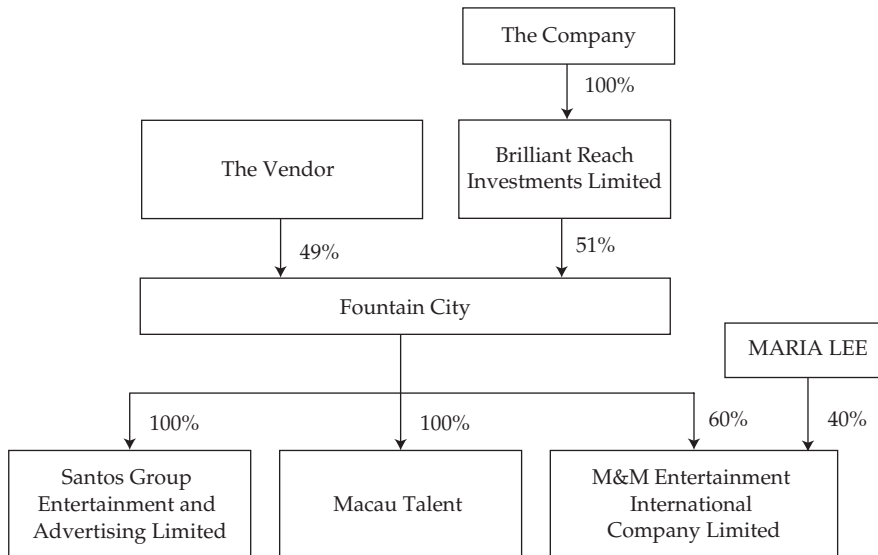 The Company
100%
The Vendor
Brilliant Reach
Investments Limited
49%
51%
Fountain City
MARIA LEE
100%
100%
60%
40%
Santos Group
Entertainment and
Advertising Limited
Macau Talent
M&M Entertainment
International
Company Limited